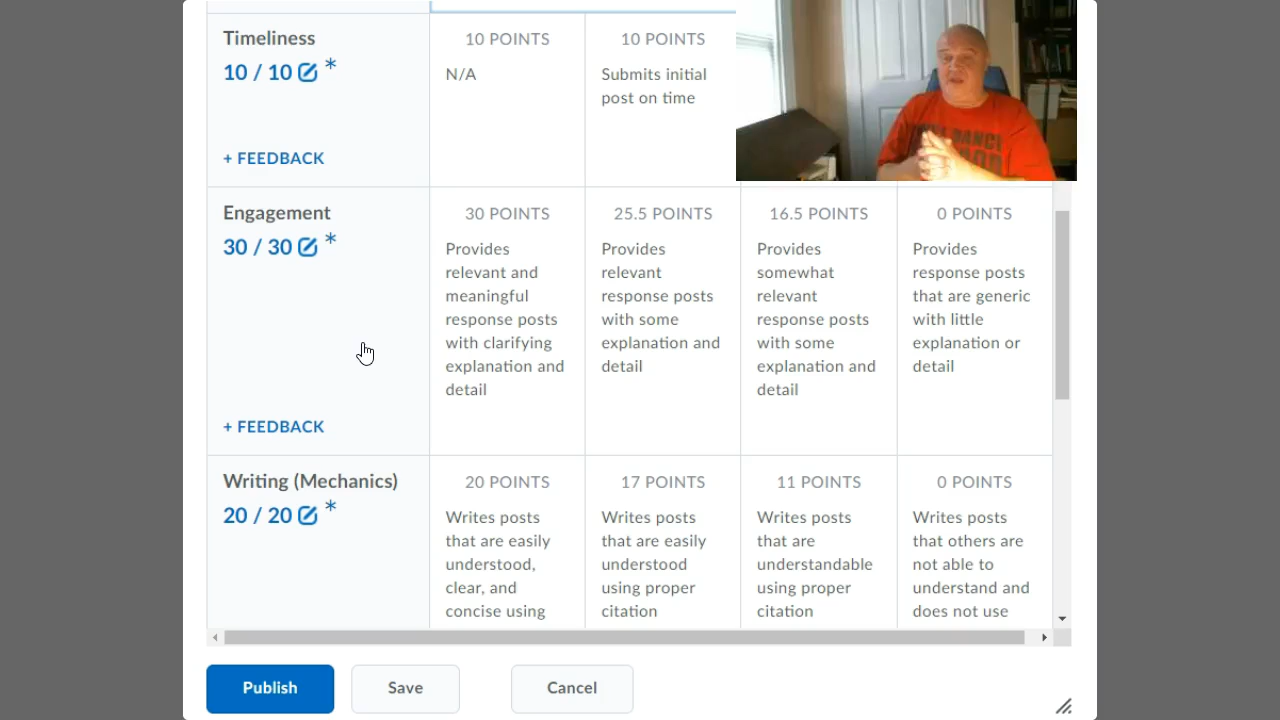 Timeliness
10 / 10 *
+ FEEDBACK
10 POINTS
N/A
10 POINTS
Submits initial
post on time
Engagement
30 / 30 *
+ FEEDBACK
30 POINTS
Provides
relevant and
meaningful
response posts
with clarifying
explanation and
detail
25.5 POINTS
Provides
relevant
response posts
with some
explanation and
detail
16.5 POINTS
Provides
somewhat
relevant
response posts
with some
explanation and
detail
0 POINTS
Provides
response posts
that are generic
with little
explanation or
detail
Writing (Mechanics)
20 / 20 *
20 POINTS
Writes posts
that are easily
understood,
clear, and
concise using
17 POINTS
Writes posts
that are easily
understood
using proper
citation
11 POINTS
Writes posts
that are
understandable
using proper
citation
0 POINTS
Writes posts
that others are
not able to
understand and
does not use
Publish
Save
Cancel